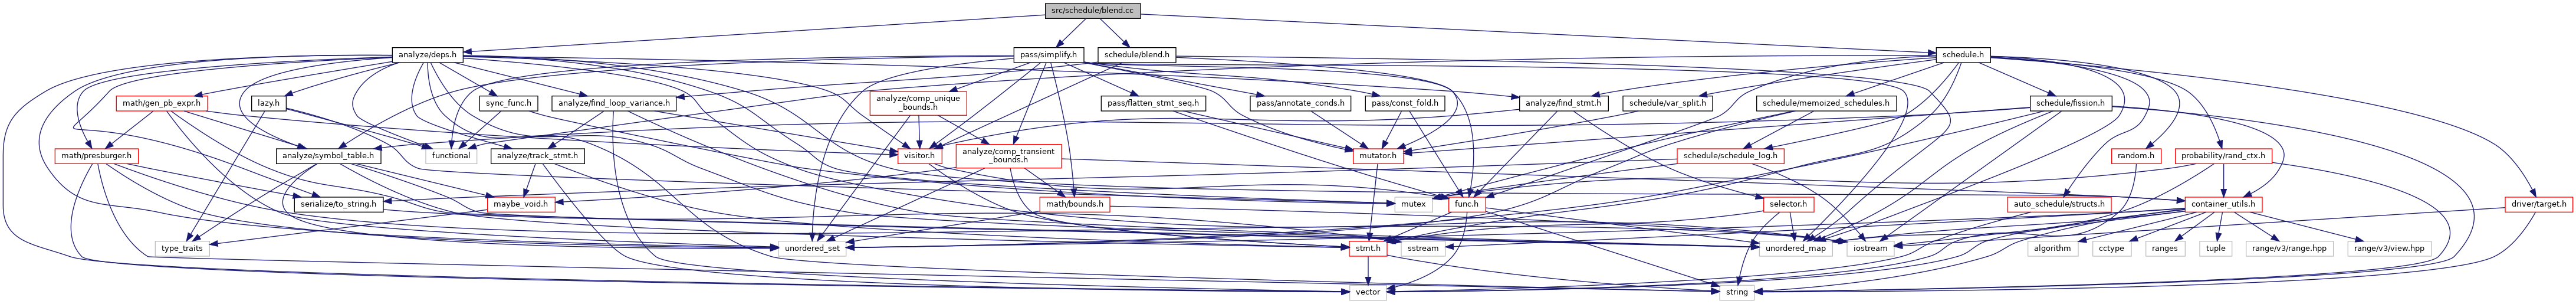 src/schedule/blend.cc
analyze/deps.h
pass/simplify.h
schedule/blend.h
schedule.h
math/gen_pb_expr.h
lazy.h
sync_func.h
analyze/find_loop_variance.h
analyze/comp_unique
_bounds.h
pass/flatten_stmt_seq.h
pass/annotate_conds.h
pass/const_fold.h
analyze/find_stmt.h
schedule/var_split.h
schedule/memoized_schedules.h
schedule/fission.h
math/presburger.h
analyze/symbol_table.h
functional
analyze/track_stmt.h
visitor.h
analyze/comp_transient
_bounds.h
mutator.h
schedule/schedule_log.h
random.h
probability/rand_ctx.h
serialize/to_string.h
maybe_void.h
math/bounds.h
mutex
func.h
selector.h
auto_schedule/structs.h
container_utils.h
driver/target.h
type_traits
unordered_set
stmt.h
sstream
unordered_map
iostream
algorithm
cctype
ranges
tuple
range/v3/range.hpp
range/v3/view.hpp
vector
string